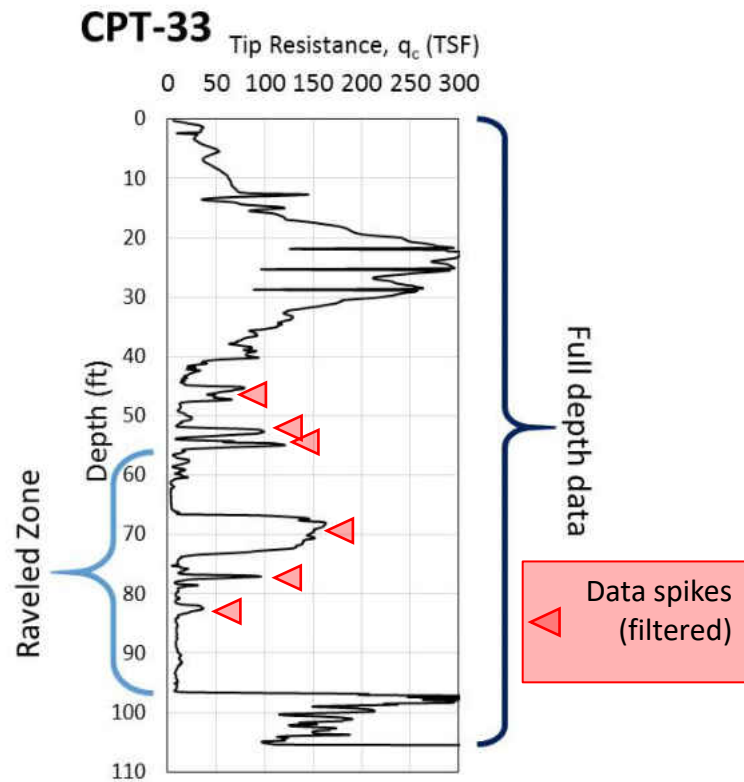 CPT-33
Tip Resistance, qc (TSF)
0 50 100 150 200 250 300
0
10
20
30
40
50
60
70
80
90
100
110
Depth (ft)
Raveled Zone
Full depth data
Data spikes
(filtered)